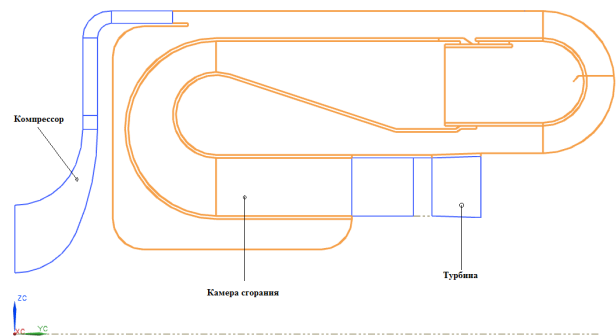 Компрессор
Камера сгорания
Турбина
ZC
XC
YC